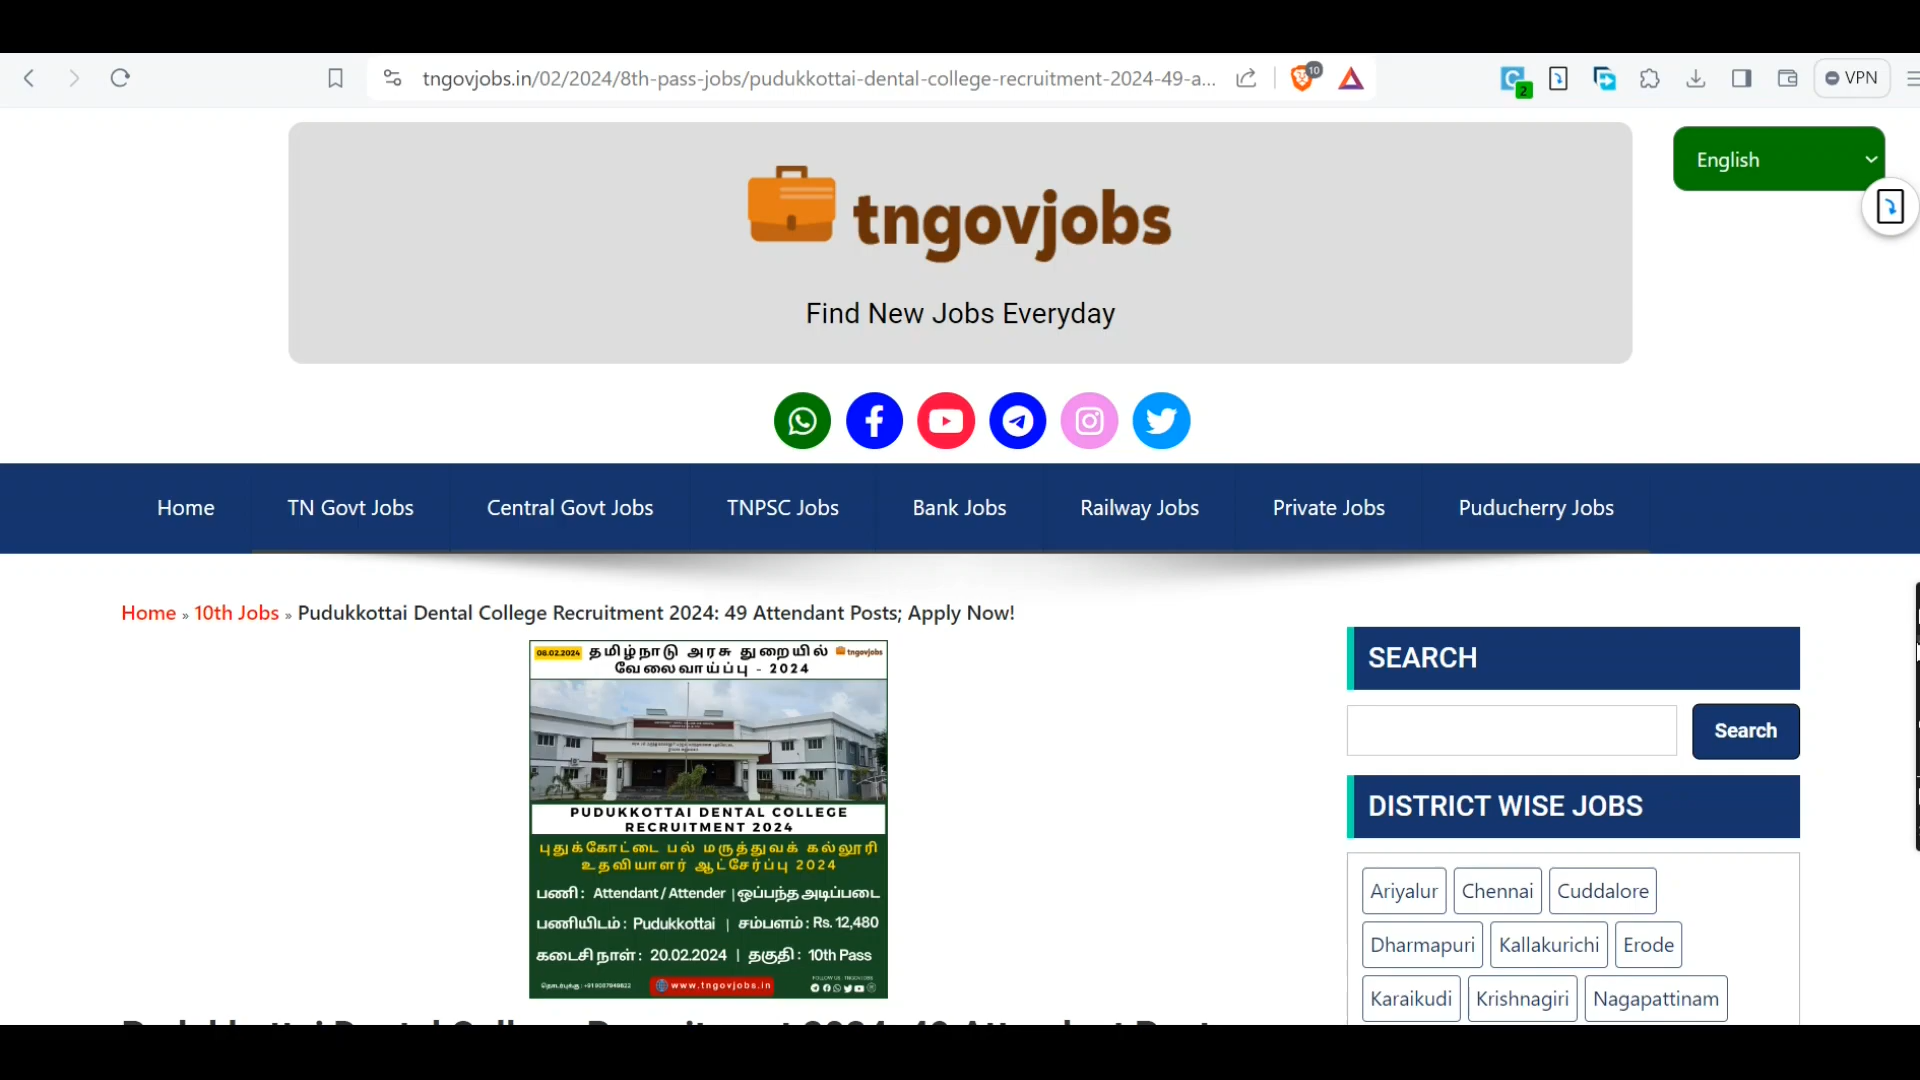 tngovjobs.in/02/2024/8th-pass-jobs/pudukkottai-dental-college-recruitment-2024-49-a...
10
2
VPN
English
tngovjobs
Find New Jobs Everyday
Home
TN Govt Jobs
Central Govt Jobs
TNPSC Jobs
Bank Jobs
Railway Jobs
Private Jobs
Puducherry Jobs
Home » 10th Jobs » Pudukkottai Dental College Recruitment 2024: 49 Attendant Posts; Apply Now!
08.02.2024 தமிழ்நாடு அரசு துறையில் tngovjobs
வேலைவாய்ப்பு - 2024
PUDUKKOTTAI DENTAL COLLEGE
RECRUITMENT 2024
புதுக்கோட்டை பல் மருத்துவக் கல்லூரி
உதவியாளர் ஆட்சேர்ப்பு 2024
பணி : Attendant / Attender | ஒப்பந்த அடிப்படை
பணியிடம் : Pudukkottai | சம்பளம் : Rs. 12,480
கடைசி நாள் : 20.02.2024 | தகுதி : 10th Pass
www.tngovjobs.in
SEARCH
Search
DISTRICT WISE JOBS
Ariyalur Chennai Cuddalore
Dharmapuri Kallakurichi Erode
Karaikudi Krishnagiri Nagapattinam